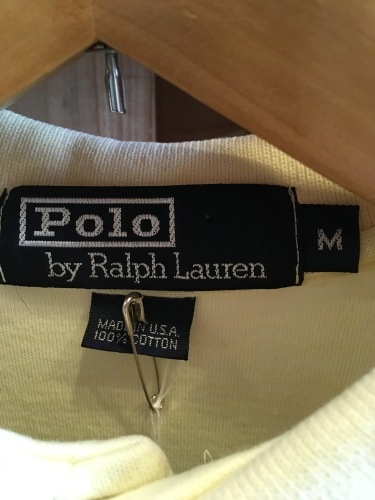 Polo
by Ralph Lauren
M
MADE IN U.S.A.
100% COTTON